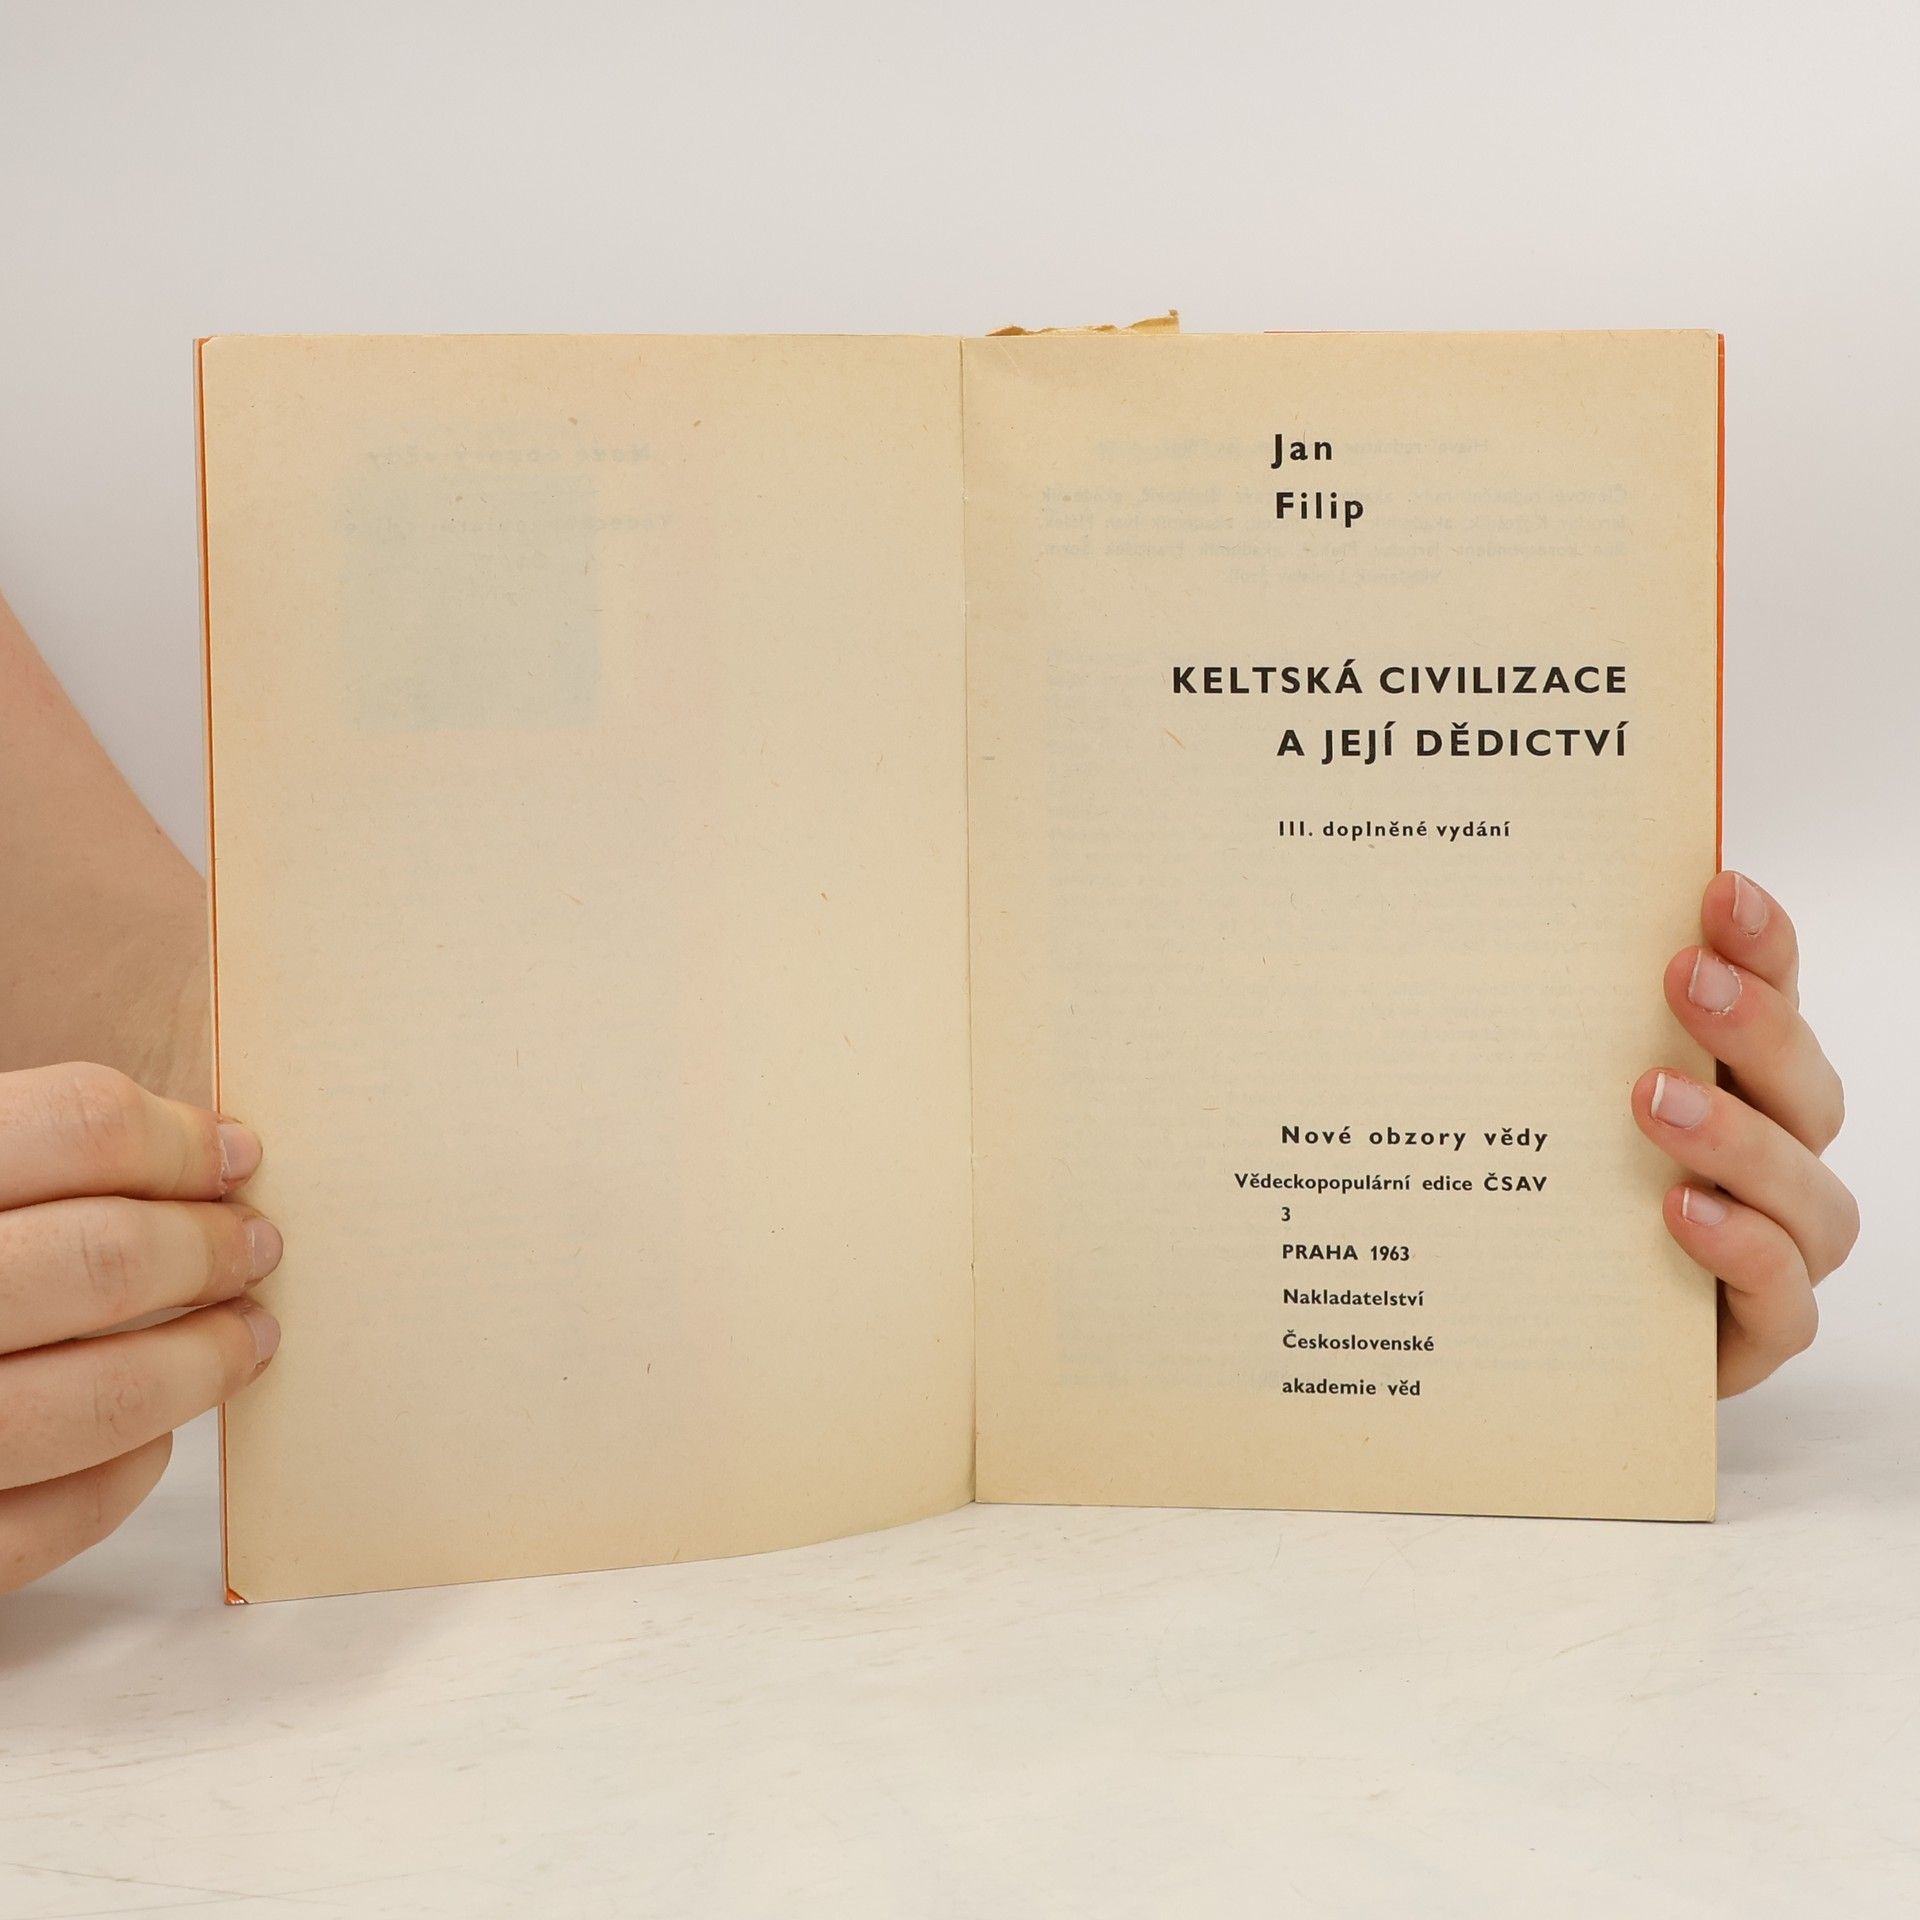 Jan
Filip
KELTSKÁ CIVILIZACE
A JEJÍ DĚDICTVÍ
III. doplněné vydání
Nové obzory vědy
Vědeckopopulární edice ČSAV
3
PRAHA 1963
Nakladatelství
Československé
akademie věd